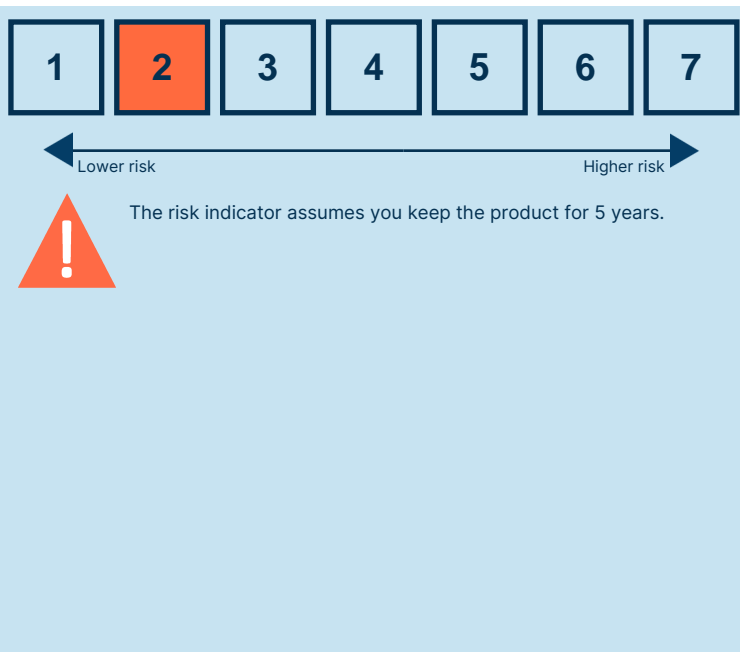 1 2 3 4 5 6 7
Lower risk Higher risk
The risk indicator assumes you keep the product for 5 years.
!